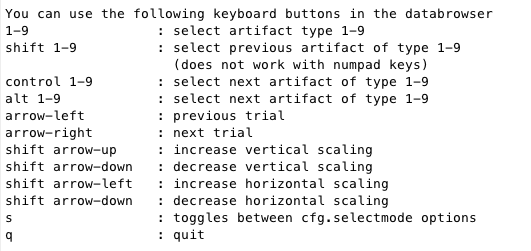 You can use the following keyboard buttons in the databrowser
1-9 : select artifact type 1-9
shift 1-9 : select previous artifact of type 1-9
(does not work with numpad keys)
control 1-9 : select next artifact of type 1-9
alt 1-9 : select next artifact of type 1-9
arrow-left : previous trial
arrow-right : next trial
shift arrow-up : increase vertical scaling
shift arrow-down : decrease vertical scaling
shift arrow-left : increase horizontal scaling
shift arrow-down : decrease horizontal scaling
s : toggles between cfg.selectmode options
q : quit